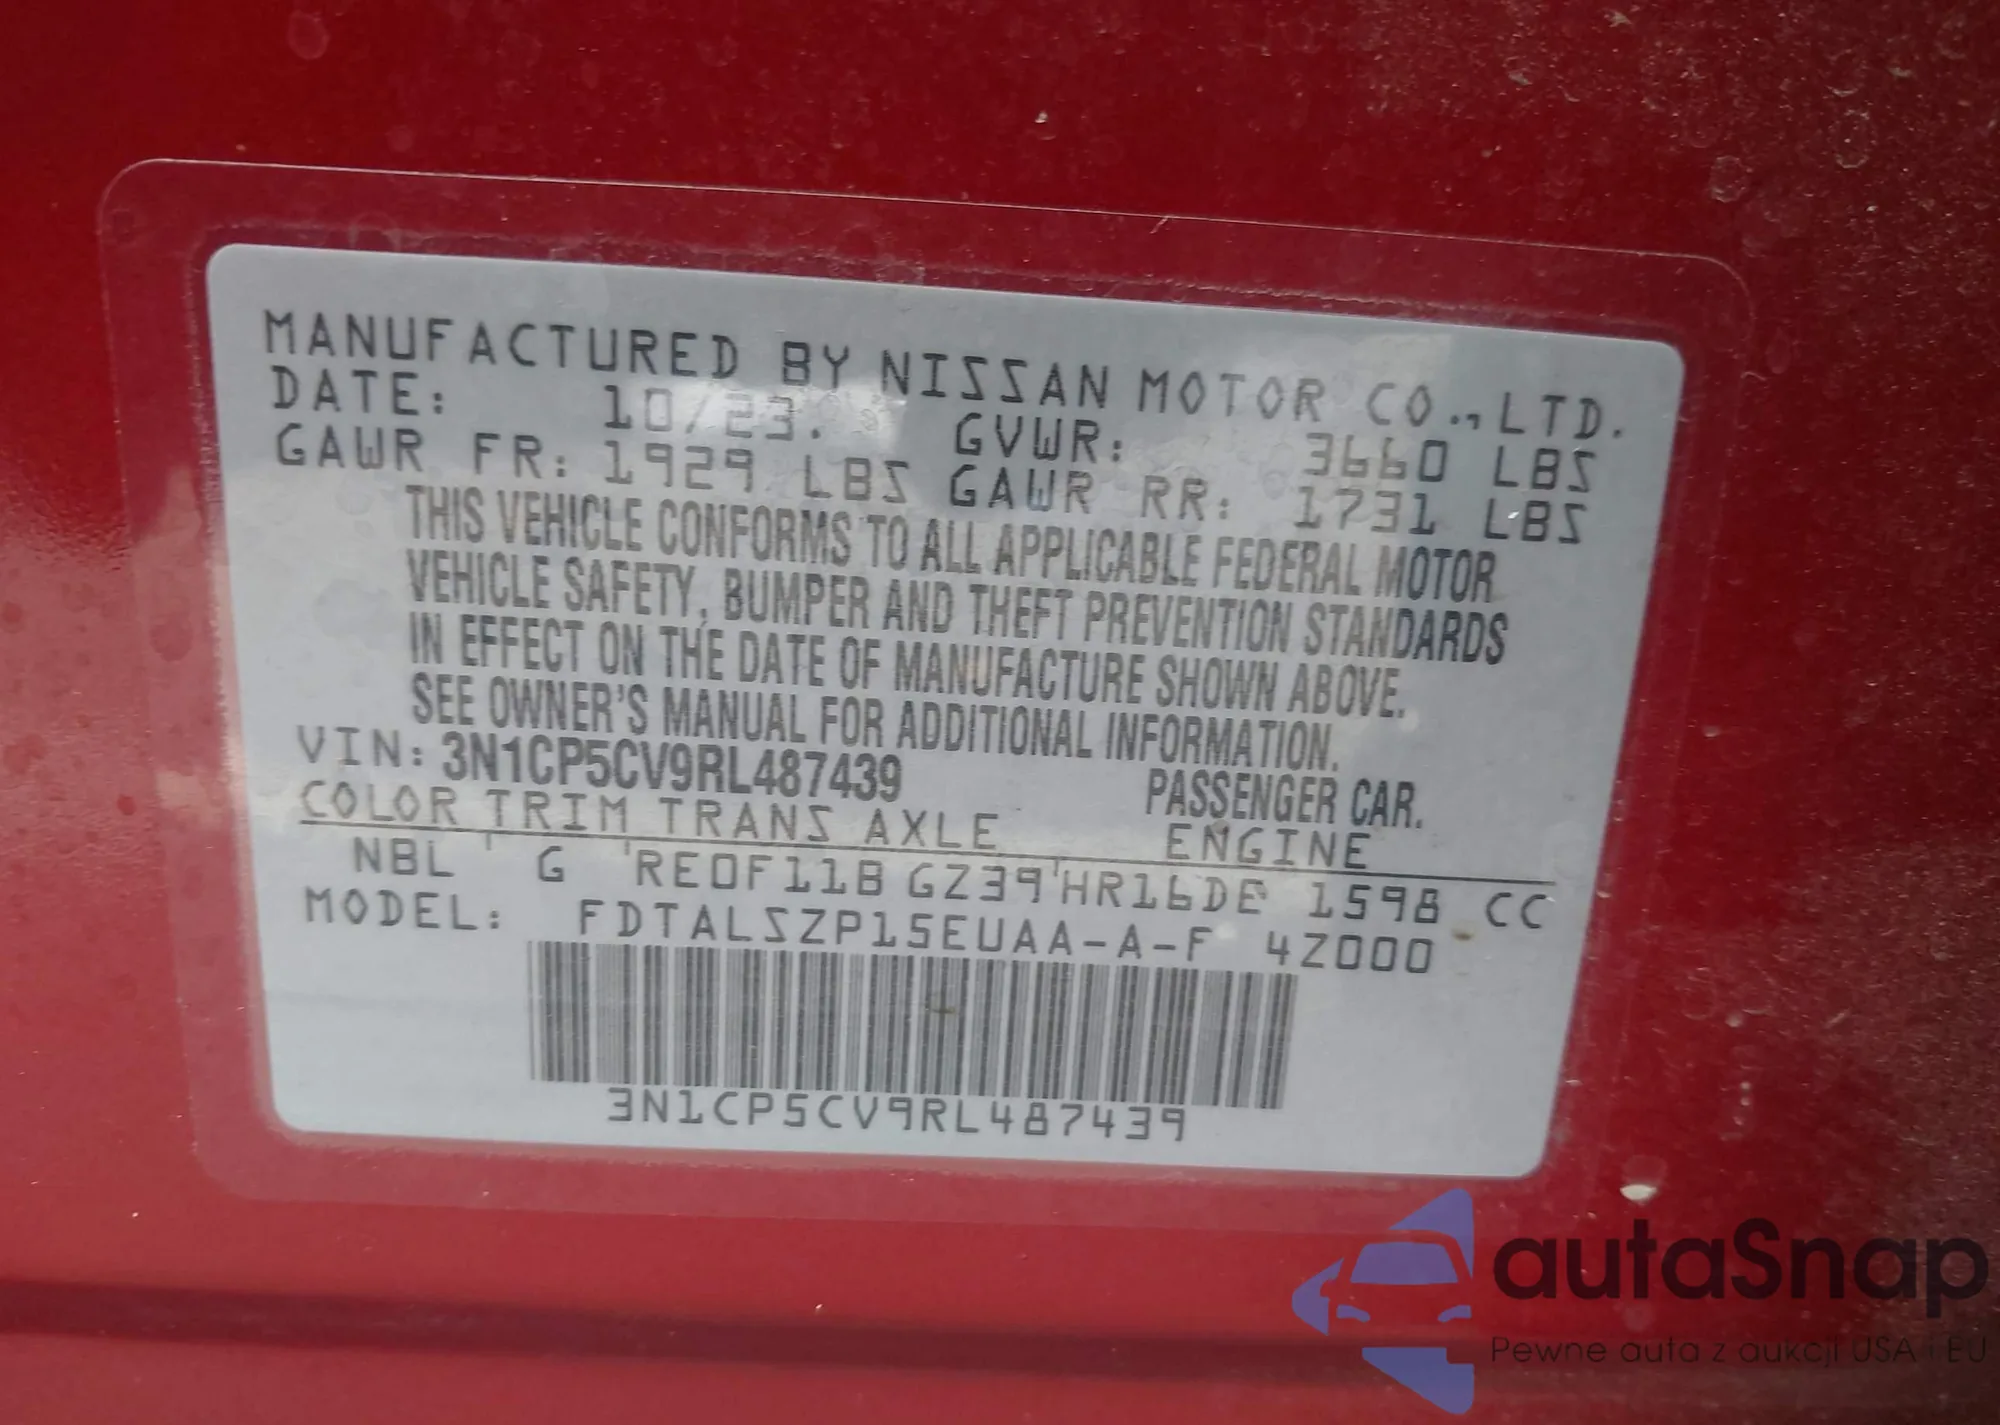 MANUFACTURED BY NISSAN MOTOR CO., LTD.
DATE: 10/23. GVWR: 3660 LBS
GAWR FR: 1929 LBS GAWR RR: 1731 LBS
THIS VEHICLE CONFORMS TO ALL APPLICABLE FEDERAL MOTOR
VEHICLE SAFETY, BUMPER AND THEFT PREVENTION STANDARDS
IN EFFECT ON THE DATE OF MANUFACTURE SHOWN ABOVE.
SEE OWNER'S MANUAL FOR ADDITIONAL INFORMATION.
VIN: 3N1CP5CV9RL487439 PASSENGER CAR.
COLOR TRIM TRANS AXLE ENGINE
NBL G RE0F11B GZ39 HR16DE 1598 CC
MODEL: FDTALSZP15EUAA-A-F 4Z000
3N1CP5CV9RL487439
autaSnap
Pewne auta z aukcji USA i EU